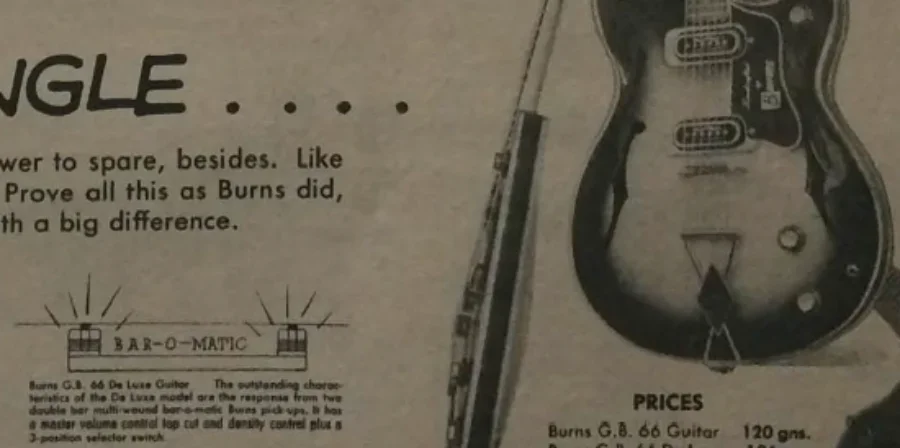 NGLE . . . .
wer to spare, besides. Like
Prove all this as Burns did,
th a big difference.
BAR-O-MATIC
Burns G.B. 66 De Luxe Guitar The outstanding charac-
teristics of the De Luxe model are the response from two
double bar multi-wound bar-o-matic Burns pick-ups. It has
a master volume control top cut and density control plus a
3-position selector switch.
PRICES
Burns G.B. 66 Guitar 120 gns.